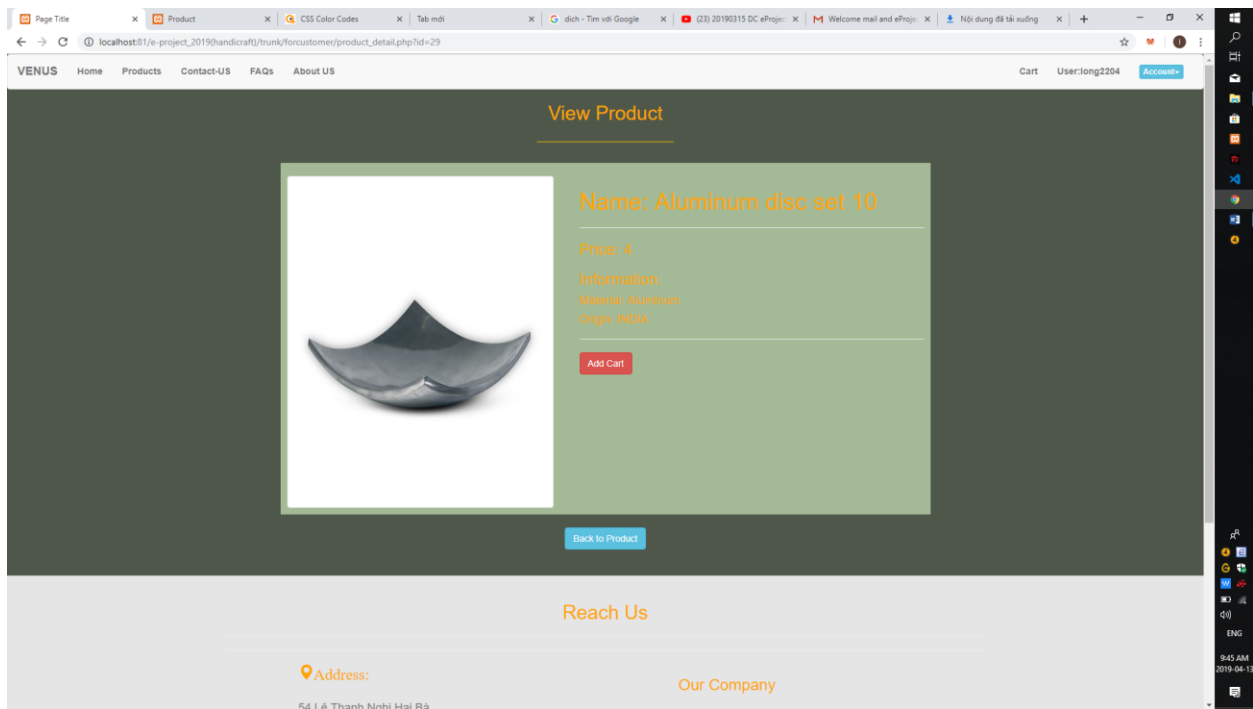 Page Title
Product
CSS Color Codes
Tab mới
dich - Tìm với Google
(23) 20190315 DC eProjec
Welcome mail and eProje
Nội dung đã tải xuống
localhost:81/e-project_2019(handicraft)/trunk/forcustomer/product_detail.php?id=29
VENUS Home Products Contact-US FAQs About US Cart User:long2204 Account
View Product
Name: Aluminum disc set 10
Price: 4
Information
Material: Aluminum
Origin: INDIA
Add Cart
Back to Product
Reach Us
Address:
Our Company
54 Lê Thanh Nghị Hai Bà
ENG
9:45 AM
2019-04-13